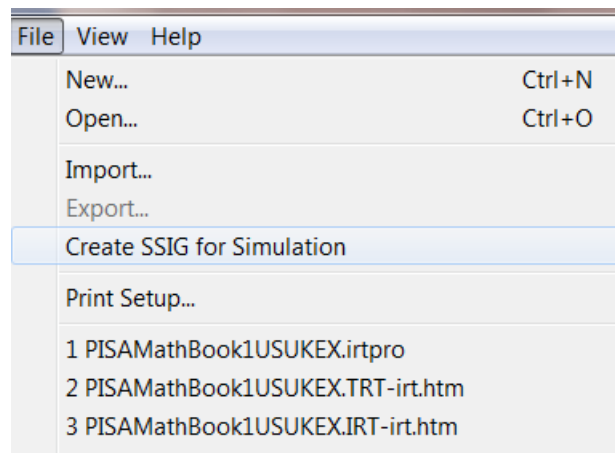 File View Help
New... Ctrl+N
Open... Ctrl+O
Import...
Export...
Create SSIG for Simulation
Print Setup...
1 PISAMathBook1USUKEX.irtpro
2 PISAMathBook1USUKEX.TRT-irt.htm
3 PISAMathBook1USUKEX.IRT-irt.htm